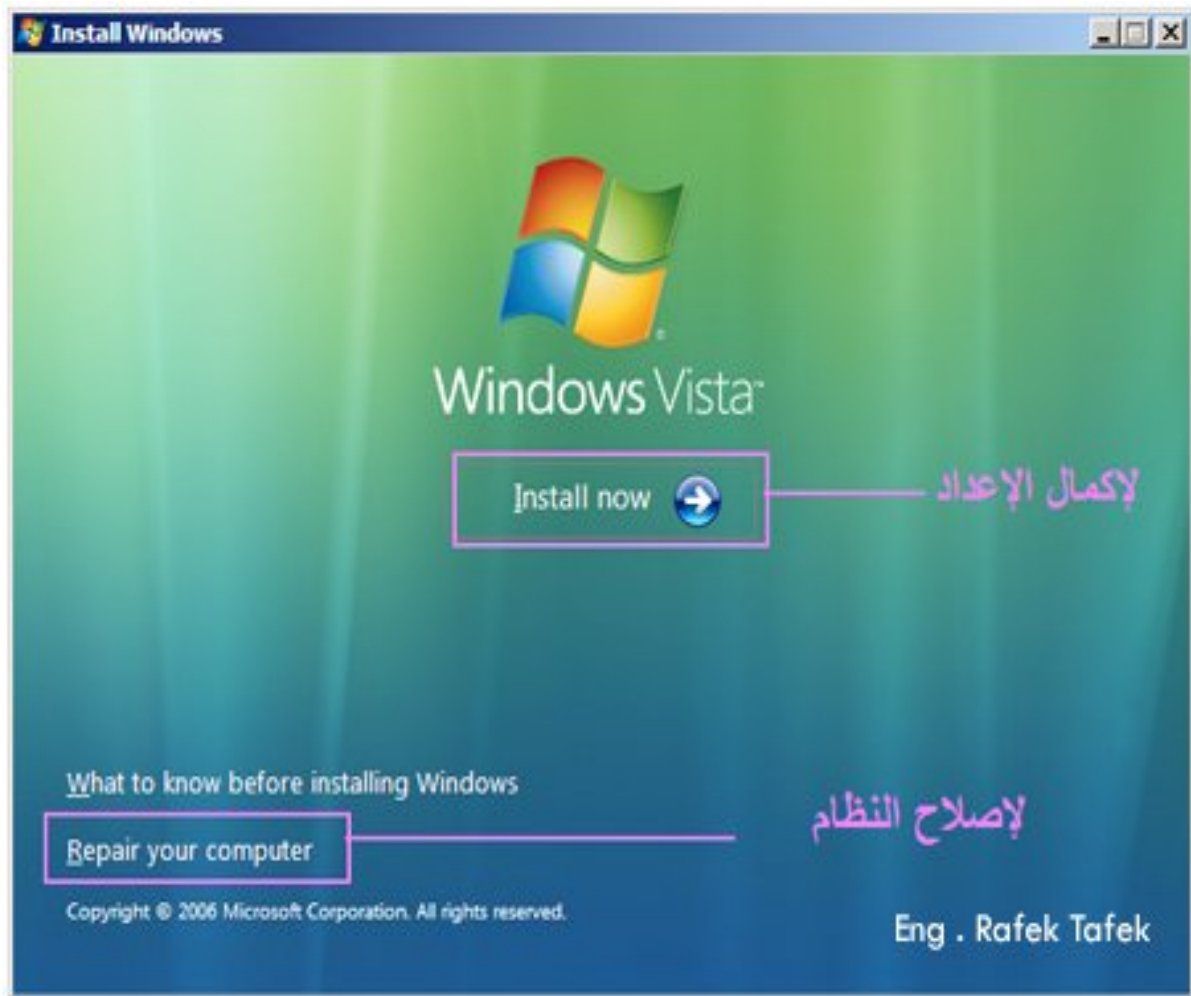 Install Windows
Windows Vista™
Install now
لإكمال الإعداد
What to know before installing Windows
لإصلاح النظام
Repair your computer
Copyright © 2006 Microsoft Corporation. All rights reserved.
Eng . Rafek Tafek